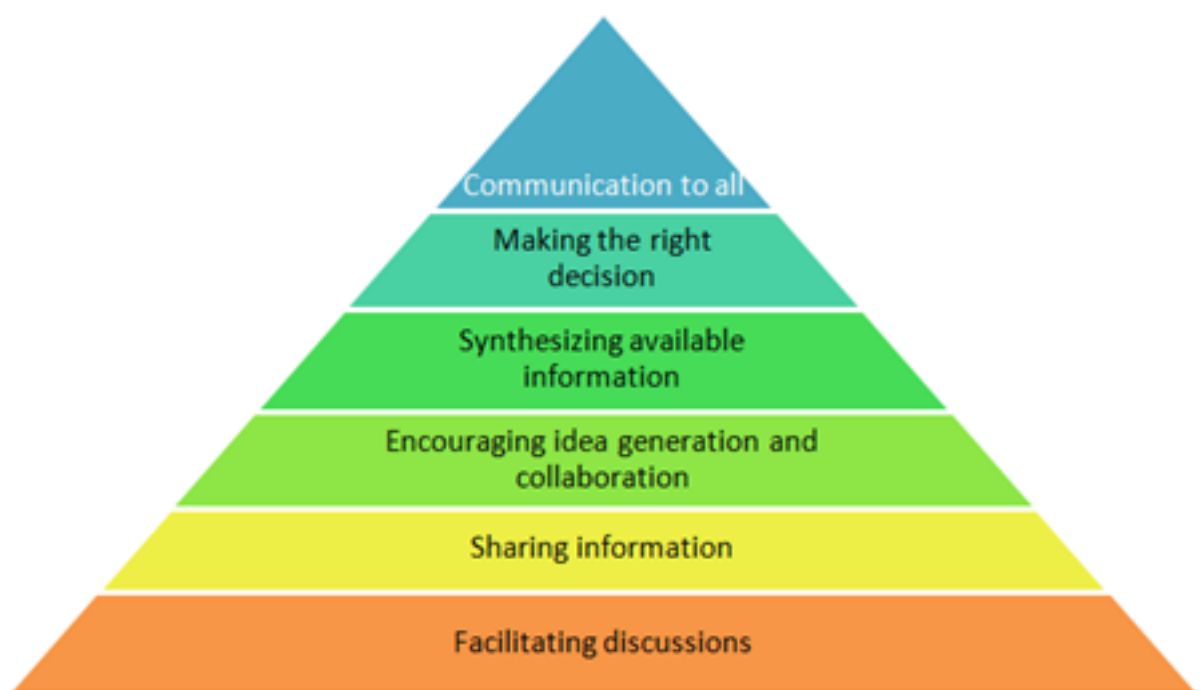 Communication to all
Making the right
decision
Synthesizing available
information
Encouraging idea generation and
collaboration
Sharing information
Facilitating discussions